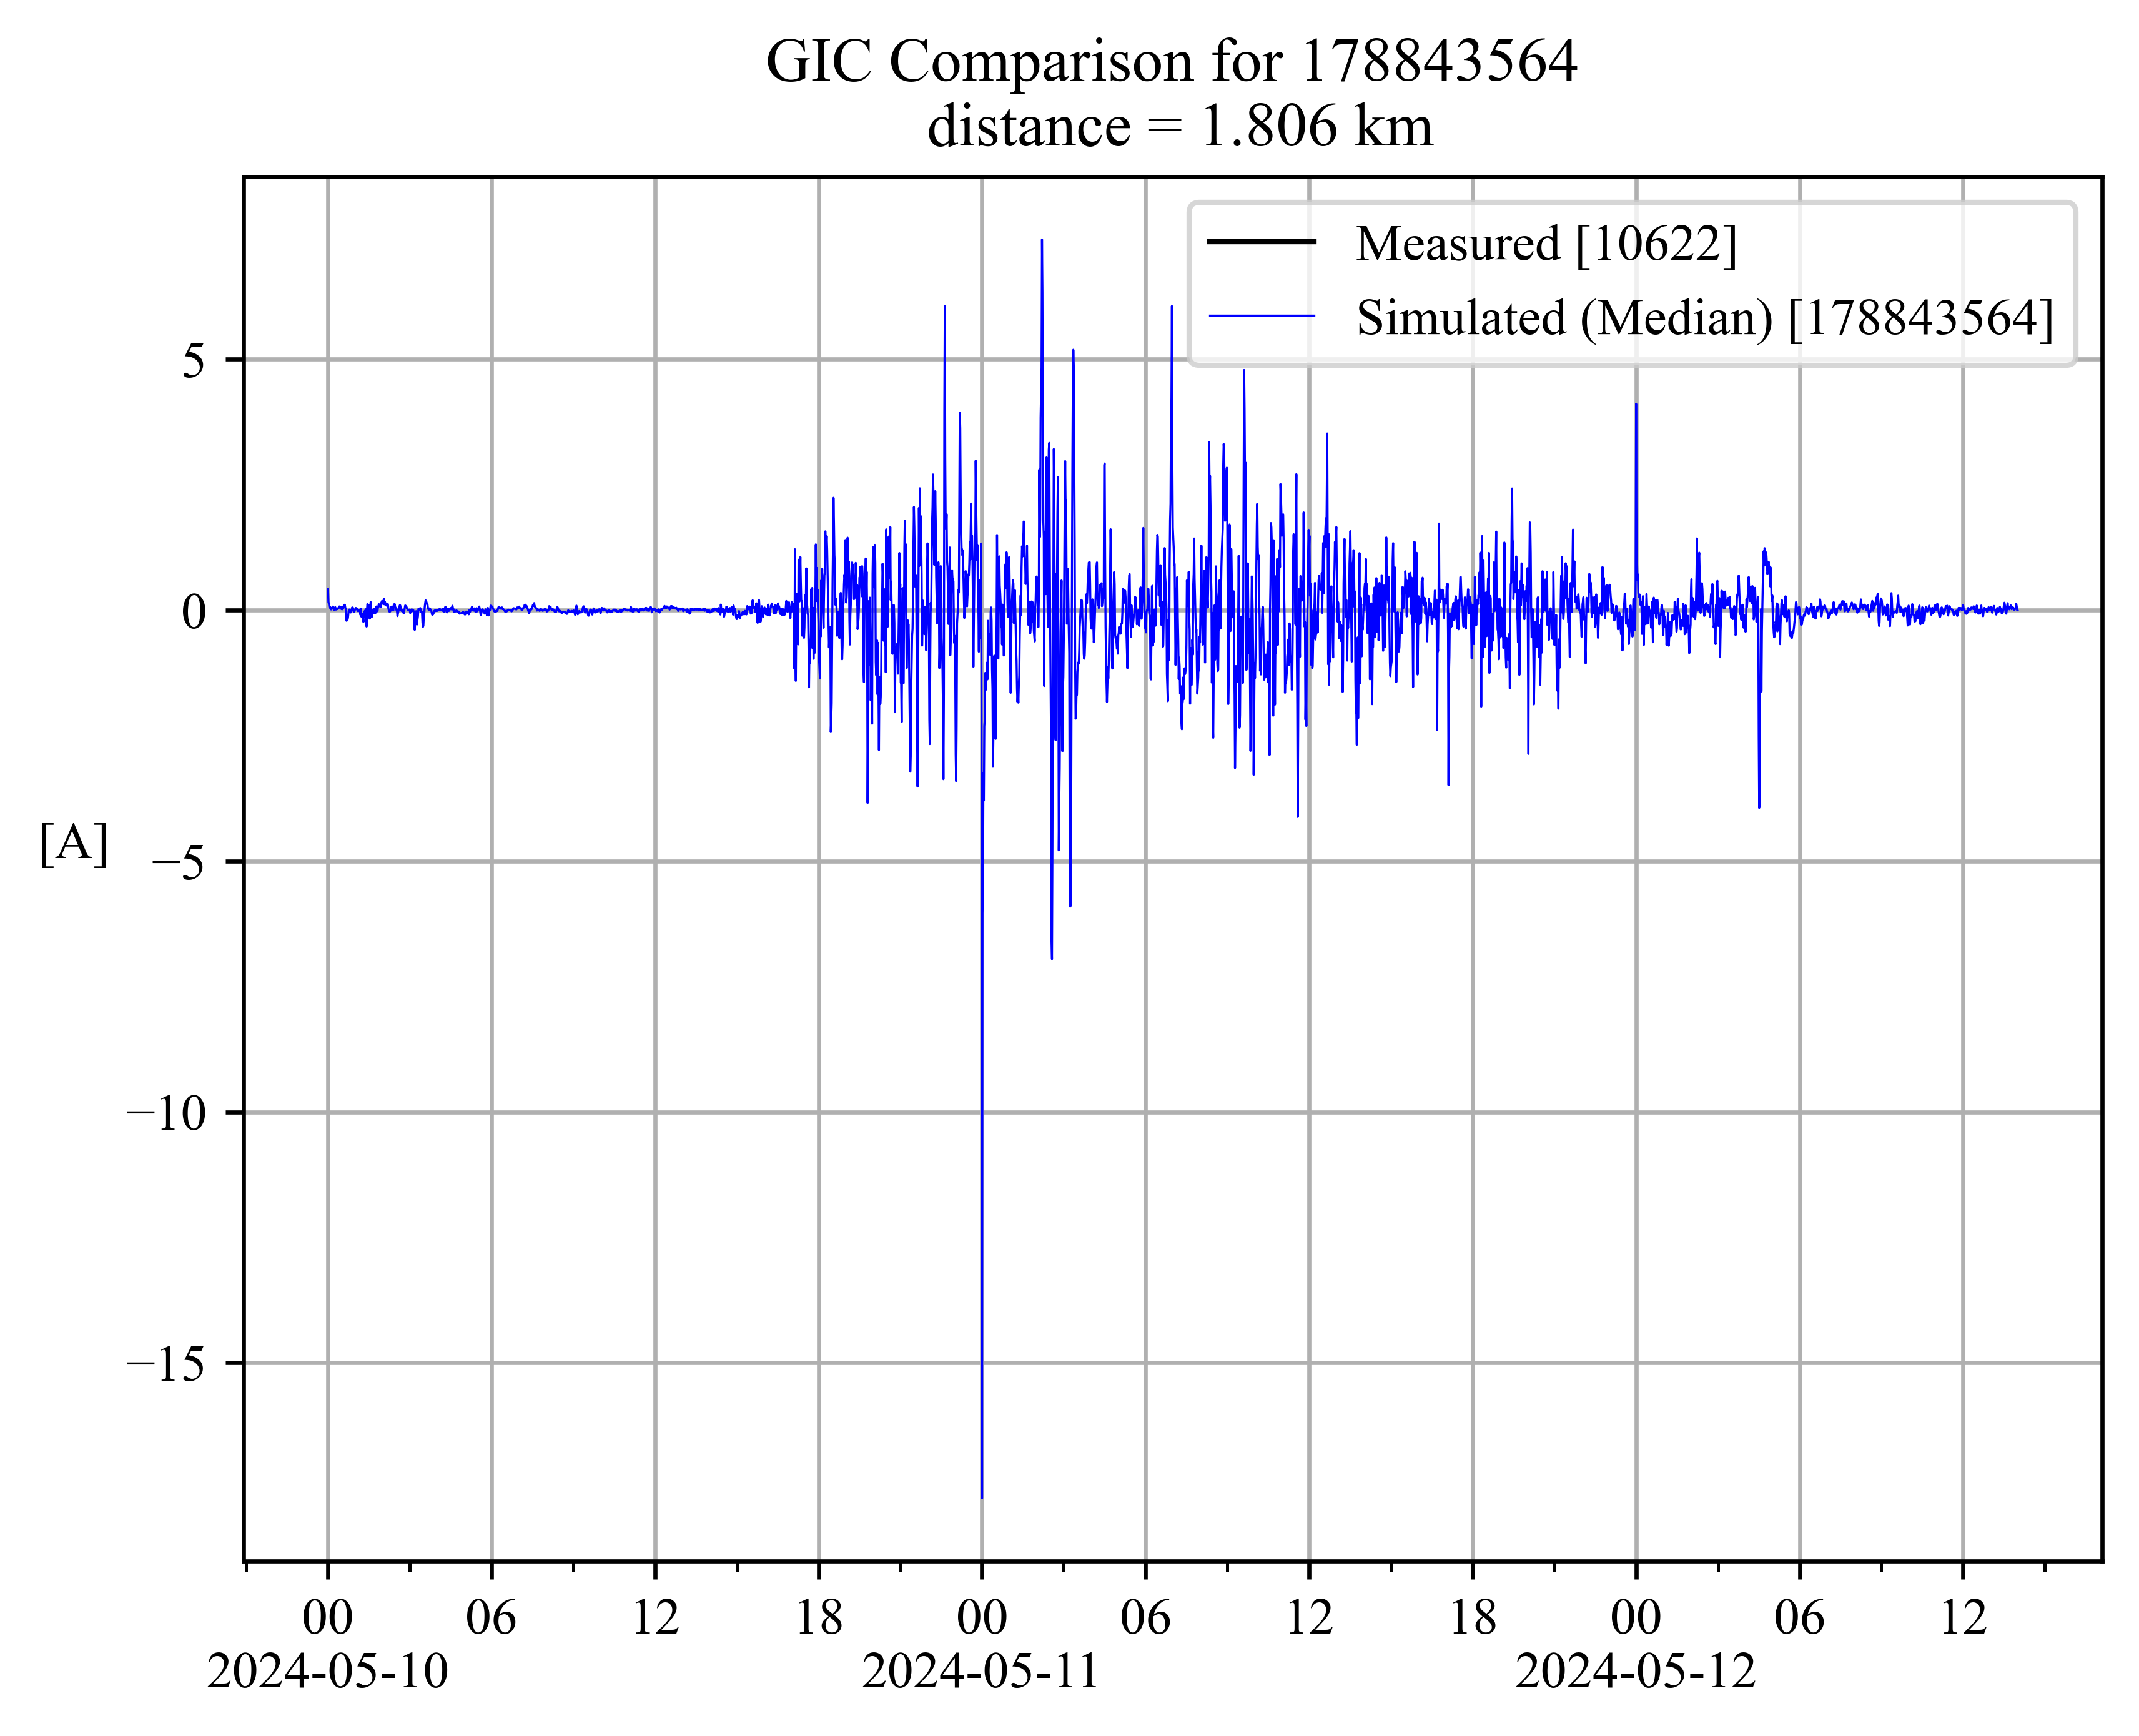 GIC Comparison for 178843564
distance = 1.806 km
Measured [10622]
Simulated (Median) [178843564]
5
0
[A]
−5
−10
−15
00 06 12 18 00 06 12 18 00 06 12
2024-05-10 2024-05-11 2024-05-12